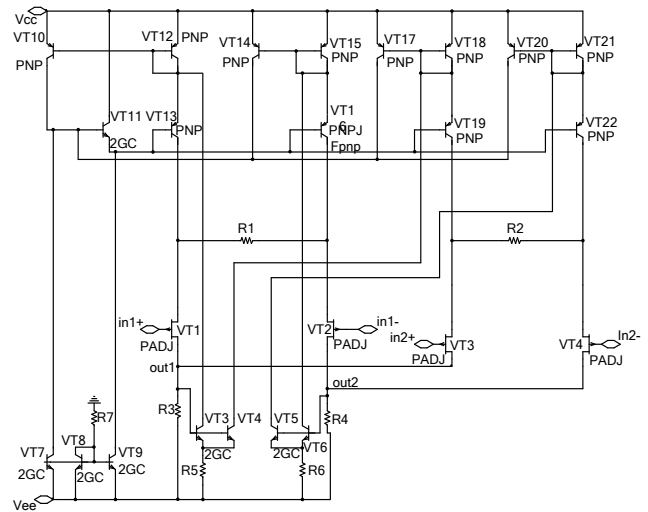 Vcc
VT10
VT12
PNP
VT14
VT15
VT17
VT18
VT20
VT21
PNP
PNP
PNP
PNP
PNP
PNP
PNP
VT11
VT13
PNP
2GC
VT1
PNPJ
Fpnp
VT19
PNP
VT22
PNP
R1
R2
in1+
VT1
PADJ
VT2
PADJ
in1-
in2+
VT3
PADJ
VT4
PADJ
In2-
out1
out2
R3
VT3
VT4
VT5
R4
VT6
2GC
2GC
R7
R5
R6
VT7
VT8
VT9
2GC
2GC
2GC
Vee